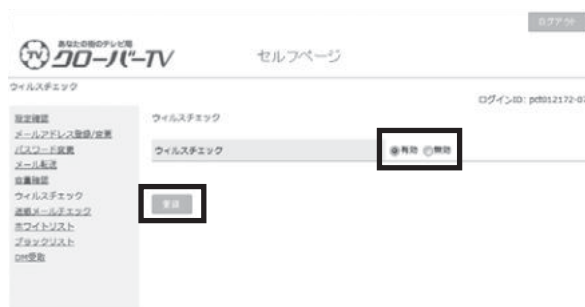 ログアウト
あなたの街のテレビ局
クローバーTV
セルフページ
ウィルスチェック
ログインID: pct012172-07
設定確認
メールアドレス登録/変更
パスワード変更
メール転送
容量確認
ウィルスチェック
迷惑メールチェック
ホワイトリスト
ブラックリスト
DM受取
ウィルスチェック
ウィルスチェック
有効 無効
登録